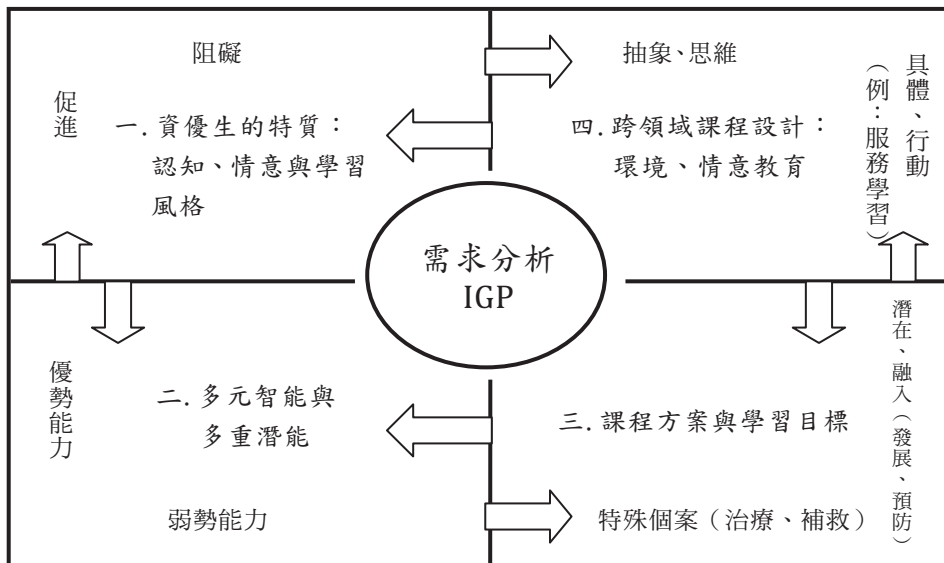 阻礙
促進
一. 資優生的特質：
認知、情意與學習
風格
抽象、思維
四. 跨領域課程設計：
環境、情意教育
具體、行動
（例：服務學習）
需求分析
IGP
優勢能力
二. 多元智能與
多重潛能
弱勢能力
三. 課程方案與學習目標
特殊個案（治療、補救）
潛在、融入（發展、預防）